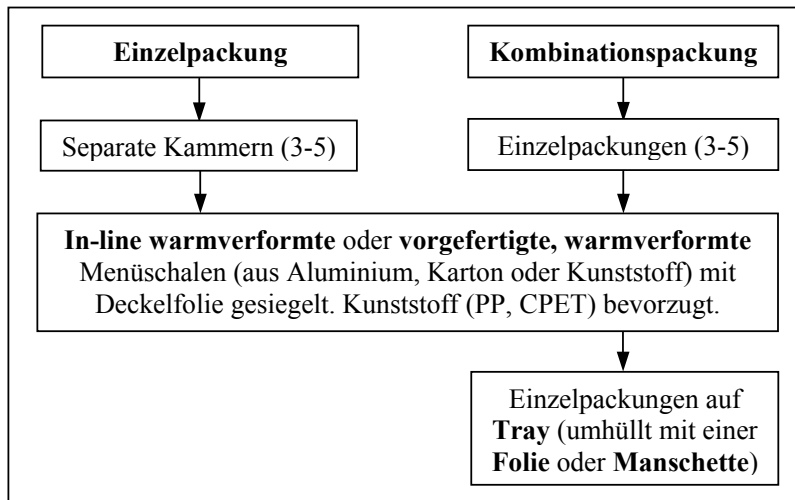 Einzelpackung
Kombinationspackung
Separate Kammern (3-5)
Einzelpackungen (3-5)
In-line warmverformte oder vorgefertigte, warmverformte
Menüschalen (aus Aluminium, Karton oder Kunststoff) mit
Deckelfolie gesiegelt. Kunststoff (PP, CPET) bevorzugt.
Einzelpackungen auf
Tray (umhüllt mit einer
Folie oder Manschette)